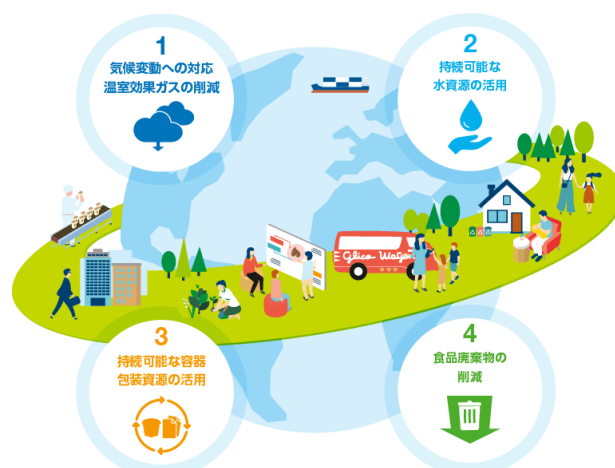 1
気候変動への対応
温室効果ガスの削減
2
持続可能な
水資源の活用
Glico Wagon
3
持続可能な容器
包装資源の活用
4
食品廃棄物の
削減